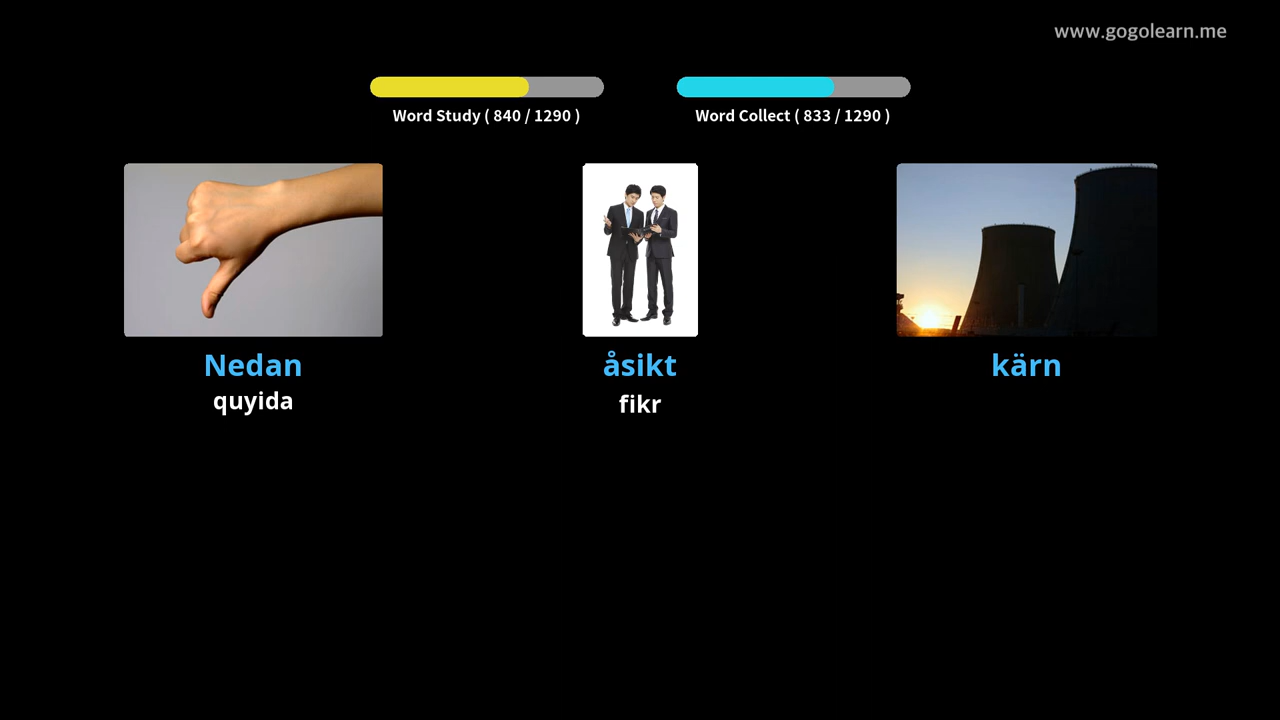 www.gogolearn.me
Word Study ( 840 / 1290 )
Word Collect ( 833 / 1290 )
Nedan
quyida
åsikt
fikr
kärn